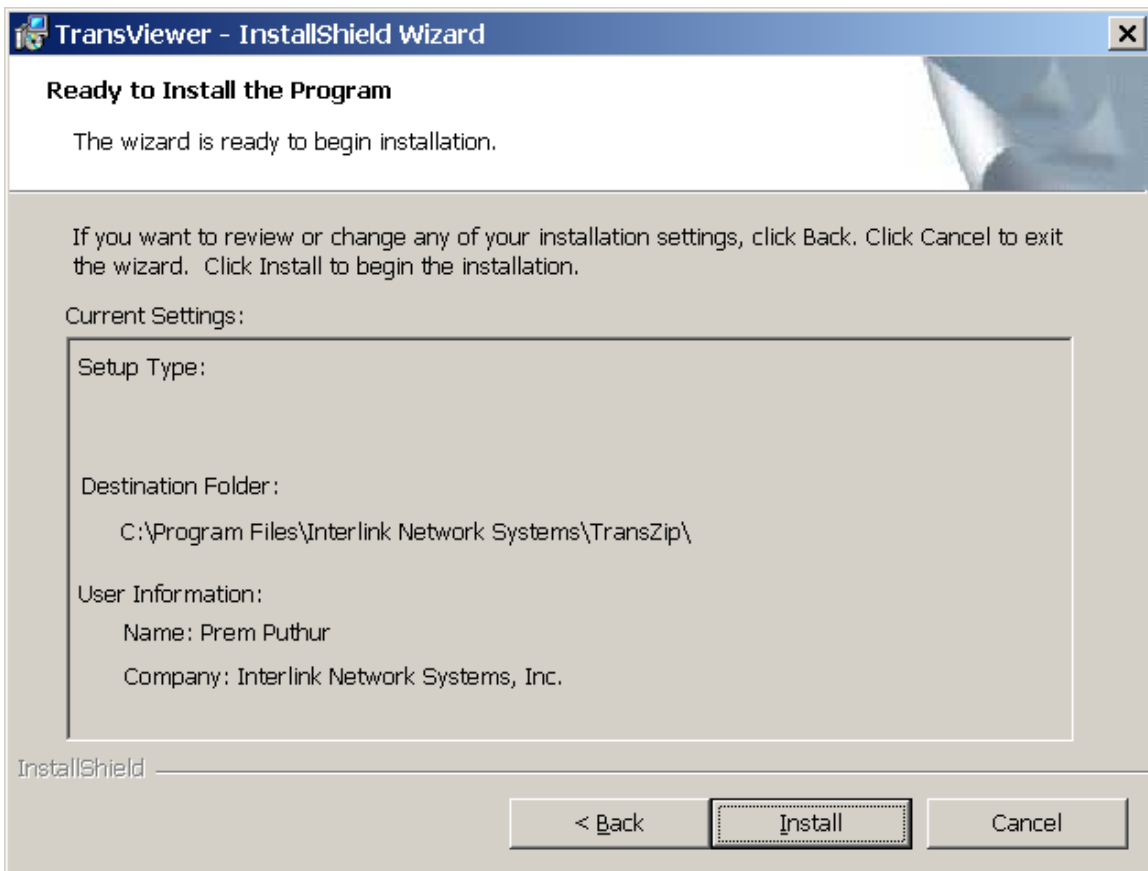 TransViewer - InstallShield Wizard
Ready to Install the Program
The wizard is ready to begin installation.
If you want to review or change any of your installation settings, click Back. Click Cancel to exit
the wizard.  Click Install to begin the installation.
Current Settings:
Setup Type:
Destination Folder:
C:\Program Files\Interlink Network Systems\TransZip\
User Information:
Name: Prem Puthur
Company: Interlink Network Systems, Inc.
InstallShield
< Back
Install
Cancel